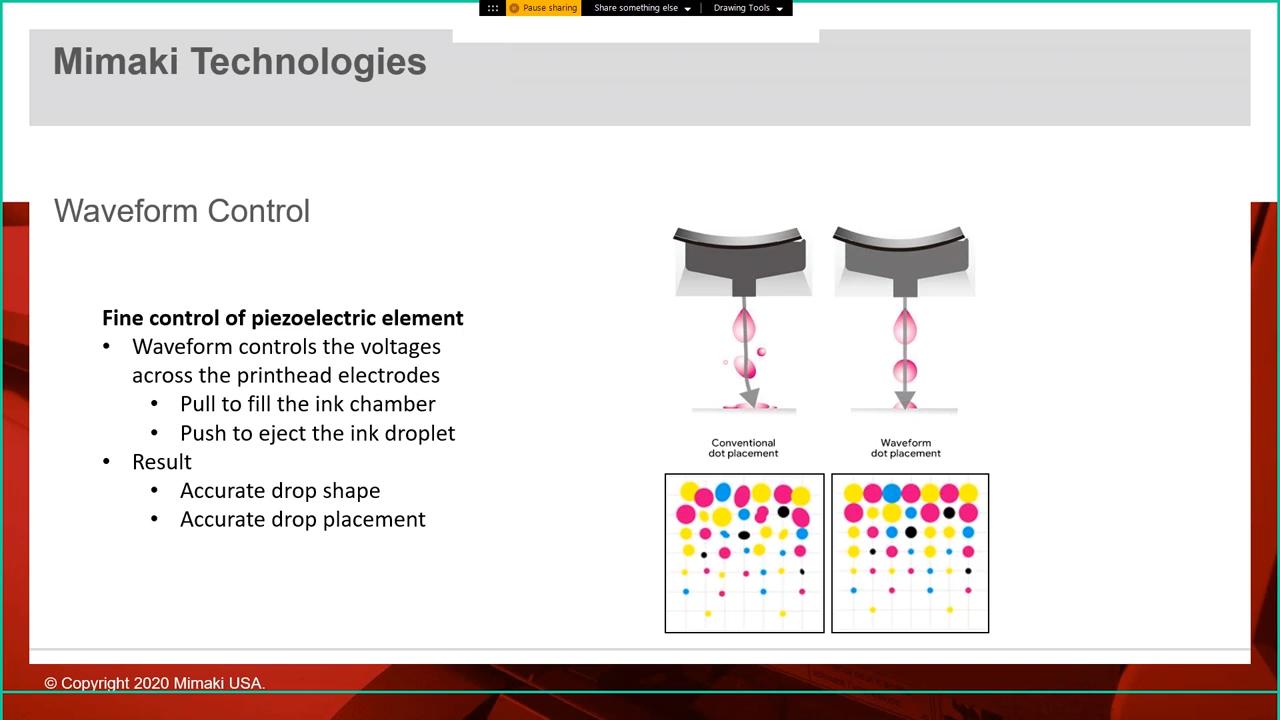 Pause sharing
Share something else
Drawing Tools
Mimaki Technologies
Waveform Control
Fine control of piezoelectric element
• Waveform controls the voltages
across the printhead electrodes
• Pull to fill the ink chamber
• Push to eject the ink droplet
• Result
• Accurate drop shape
• Accurate drop placement
Conventional
dot placement
Waveform
dot placement
© Copyright 2020 Mimaki USA.